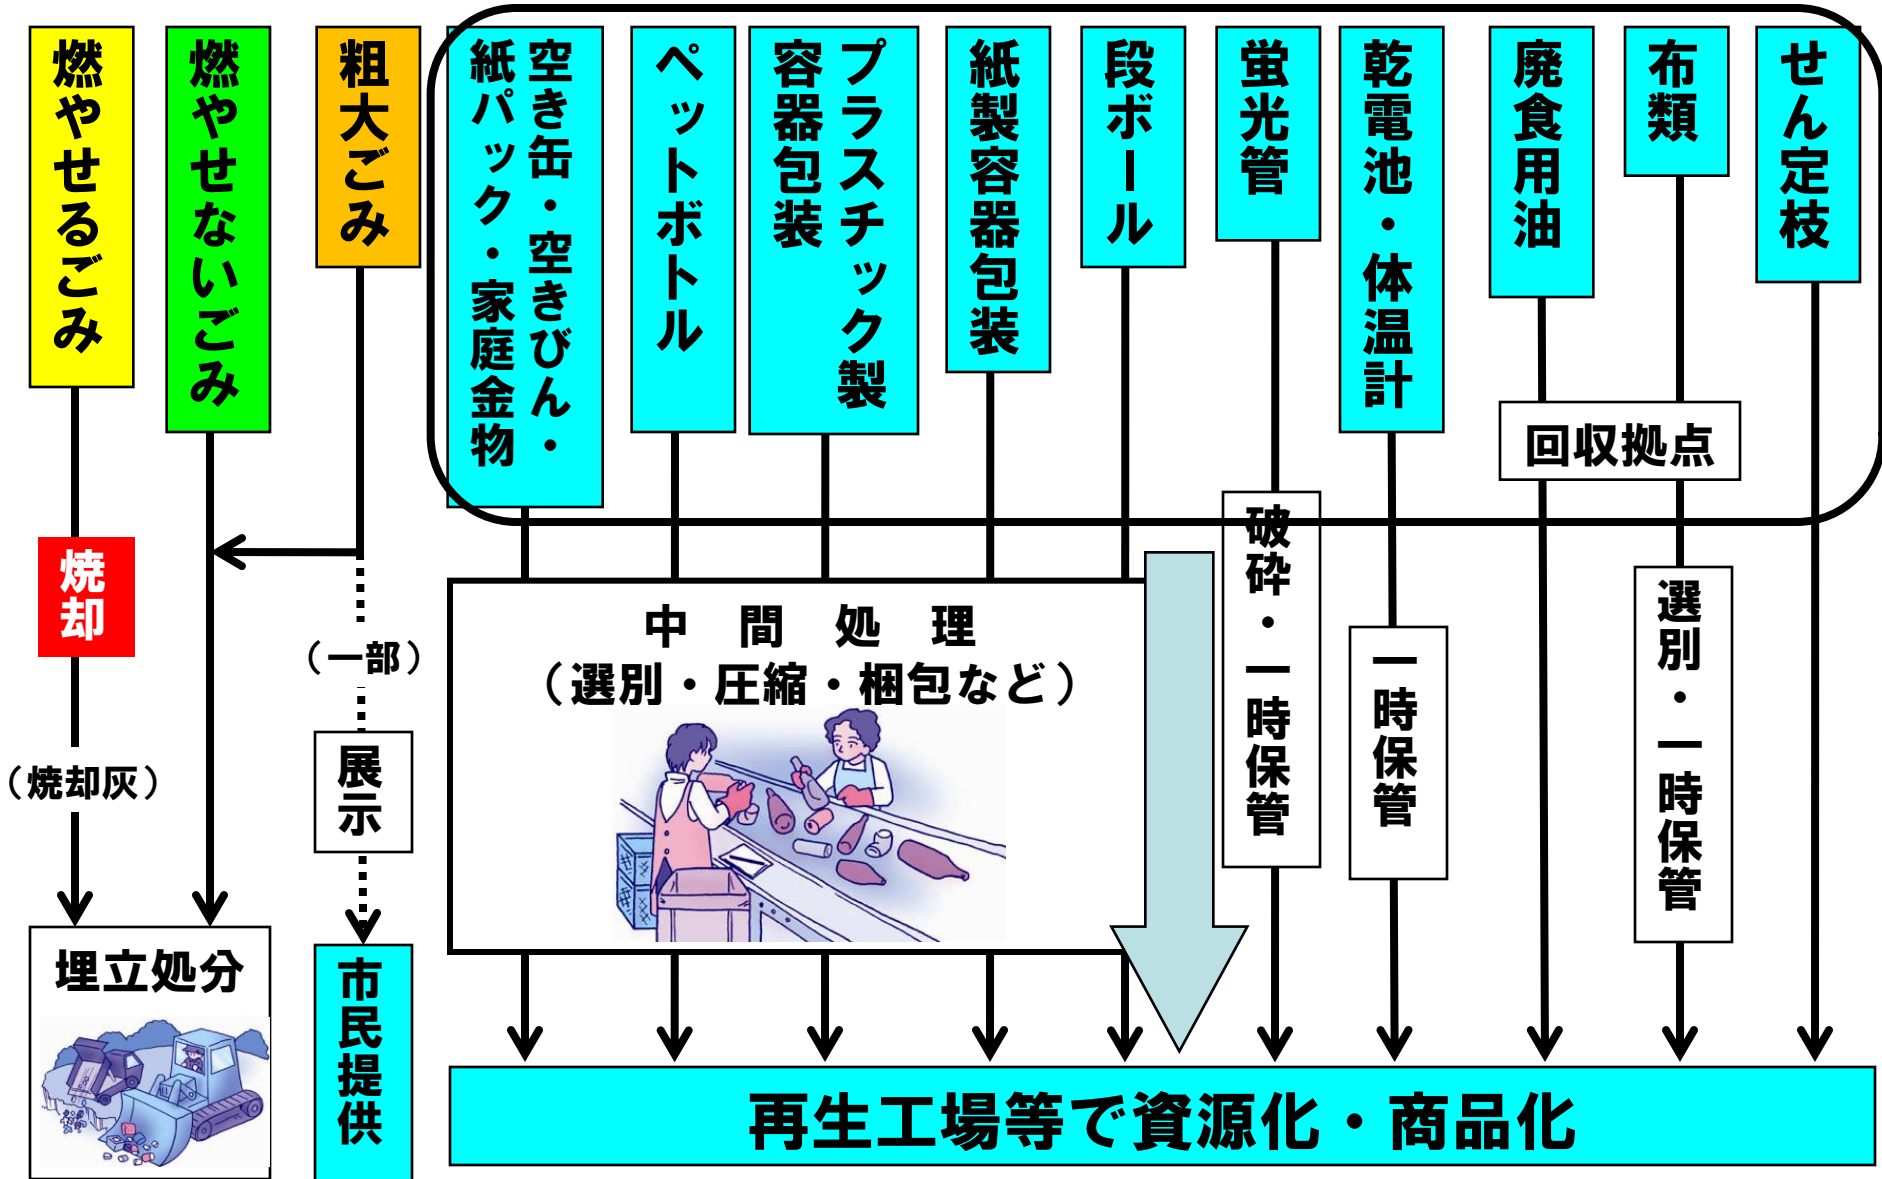 燃やせるごみ
燃やせないごみ
粗大ごみ
空き缶・空きびん・
紙パック・家庭金物
ペットボトル
プラスチック製
容器包装
紙製容器包装
段ボール
蛍光管
乾電池・体温計
廃食用油
布類
せん定枝
回収拠点
焼却
（一部）
（焼却灰）
展示
中間処理
（選別・圧縮・梱包など）
破砕・一時保管
一時保管
選別・一時保管
埋立処分
市民提供
再生工場等で資源化・商品化